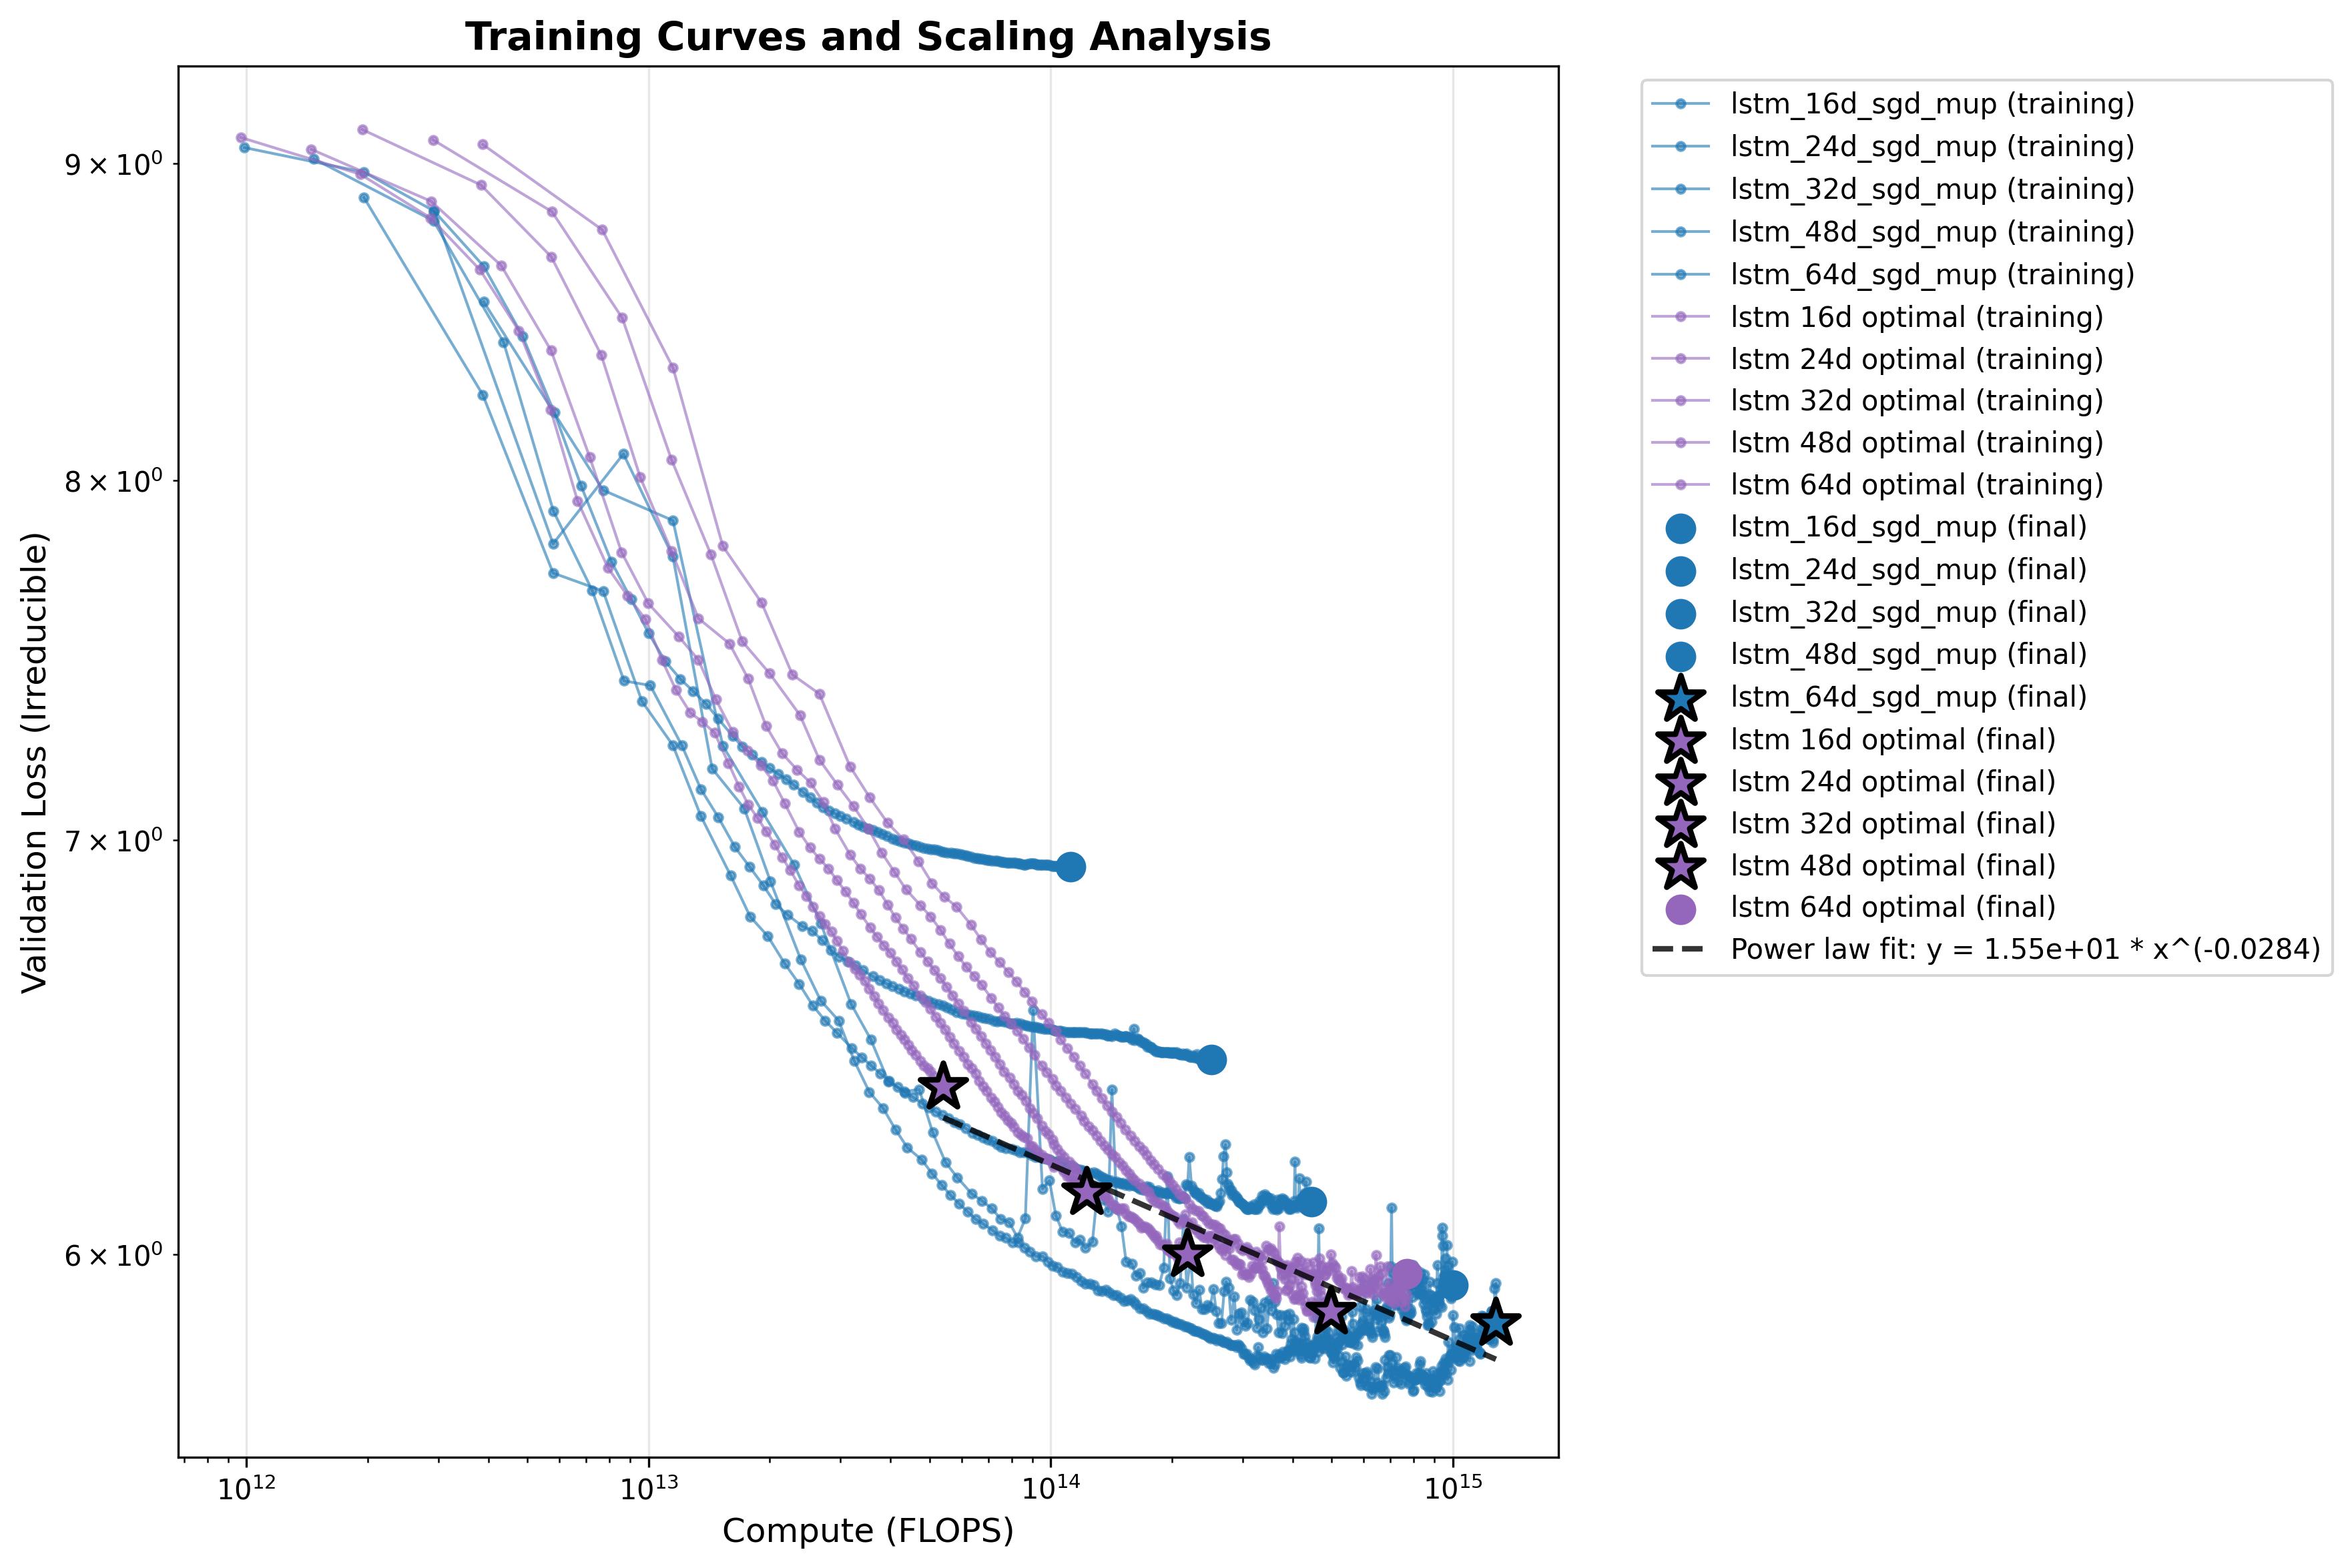 Training Curves and Scaling Analysis
Validation Loss (Irreducible)
9 × 10⁰
8 × 10⁰
7 × 10⁰
6 × 10⁰
10¹²
10¹³
10¹⁴
10¹⁵
Compute (FLOPS)
lstm_16d_sgd_mup (training)
lstm_24d_sgd_mup (training)
lstm_32d_sgd_mup (training)
lstm_48d_sgd_mup (training)
lstm_64d_sgd_mup (training)
lstm 16d optimal (training)
lstm 24d optimal (training)
lstm 32d optimal (training)
lstm 48d optimal (training)
lstm 64d optimal (training)
lstm_16d_sgd_mup (final)
lstm_24d_sgd_mup (final)
lstm_32d_sgd_mup (final)
lstm_48d_sgd_mup (final)
lstm_64d_sgd_mup (final)
lstm 16d optimal (final)
lstm 24d optimal (final)
lstm 32d optimal (final)
lstm 48d optimal (final)
lstm 64d optimal (final)
Power law fit: y = 1.55e+01 * x^(-0.0284)